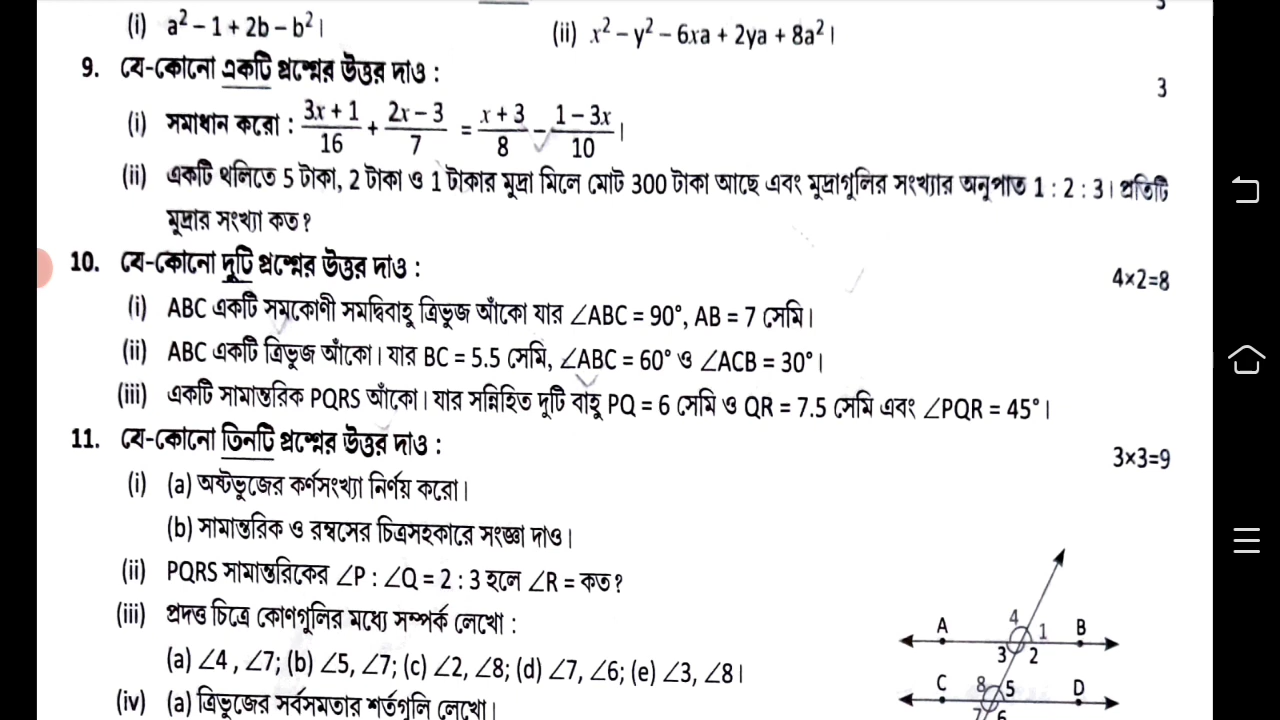 (i) a² − 1 + 2b − b²। (ii) x² − y² − 6xa + 2ya + 8a²।
9. যে-কোনো একটি প্রশ্নের উত্তর দাও : 3
(i) সমাধান করো : (3x + 1)/16 + (2x − 3)/7 = (x + 3)/8 − (1 − 3x)/10।
(ii) একটি থলিতে 5 টাকা, 2 টাকা ও 1 টাকার মুদ্রা মিলে মোট 300 টাকা আছে এবং মুদ্রাগুলির সংখ্যার অনুপাত 1 : 2 : 3। প্রতিটি
মুদ্রার সংখ্যা কত?
10. যে-কোনো দুটি প্রশ্নের উত্তর দাও : 4×2=8
(i) ABC একটি সমকোণী সমদ্বিবাহু ত্রিভুজ আঁকো যার ∠ABC = 90°, AB = 7 সেমি।
(ii) ABC একটি ত্রিভুজ আঁকো। যার BC = 5.5 সেমি, ∠ABC = 60° ও ∠ACB = 30°।
(iii) একটি সামান্তরিক PQRS আঁকো। যার সন্নিহিত দুটি বাহু PQ = 6 সেমি ও QR = 7.5 সেমি এবং ∠PQR = 45°।
11. যে-কোনো তিনটি প্রশ্নের উত্তর দাও : 3×3=9
(i) (a) অষ্টভুজের কর্ণসংখ্যা নির্ণয় করো।
(b) সামান্তরিক ও রম্বসের চিত্রসহকারে সংজ্ঞা দাও।
(ii) PQRS সামান্তরিকের ∠P : ∠Q = 2 : 3 হলে ∠R = কত?
(iii) প্রদত্ত চিত্রে কোণগুলির মধ্যে সম্পর্ক লেখো :
(a) ∠4 , ∠7; (b) ∠5, ∠7; (c) ∠2, ∠8; (d) ∠7, ∠6; (e) ∠3, ∠8।
(iv) (a) ত্রিভুজের সর্বসমতার শর্তগুলি লেখো।
A 4 1 B
3 2
C 8 5 D
7 6